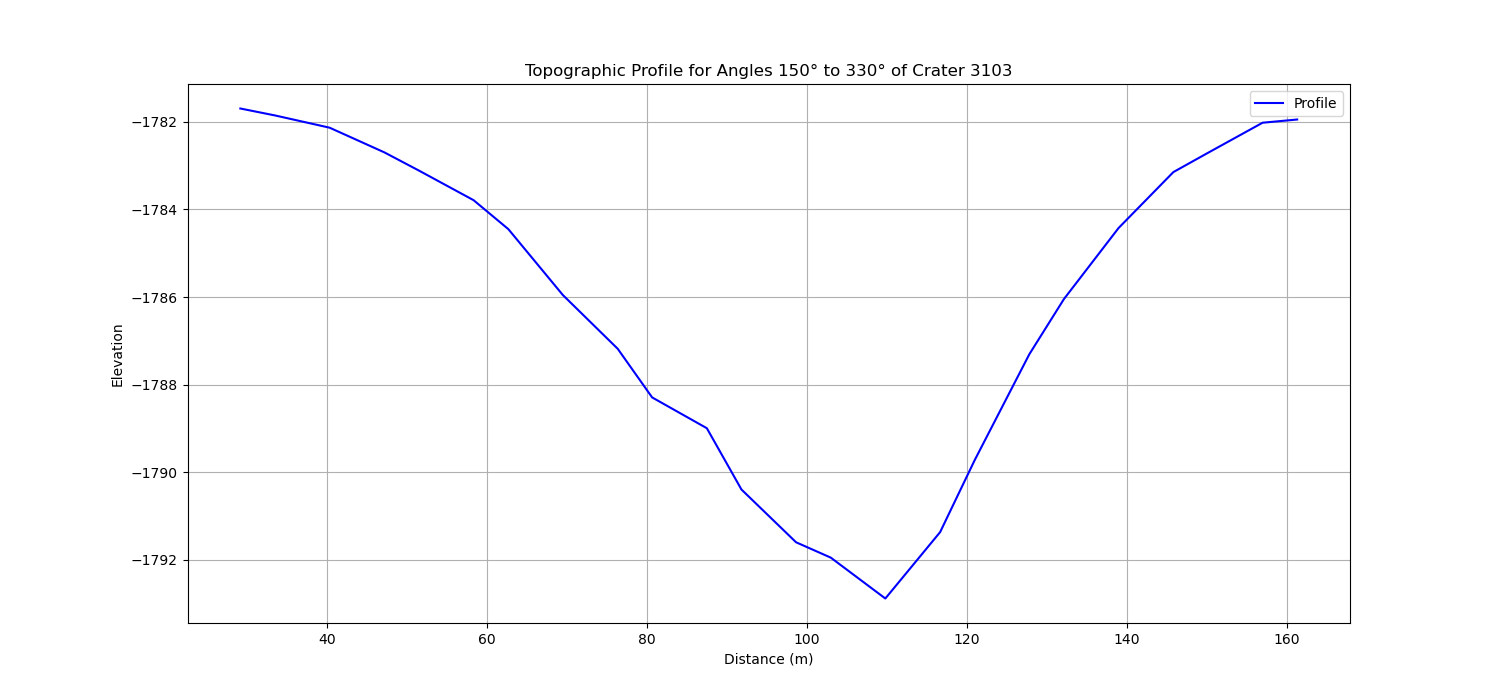 Topographic Profile for Angles 150° to 330° of Crater 3103
Profile
−1782
−1784
−1786
−1788
−1790
−1792
Elevation
40 60 80 100 120 140 160
Distance (m)